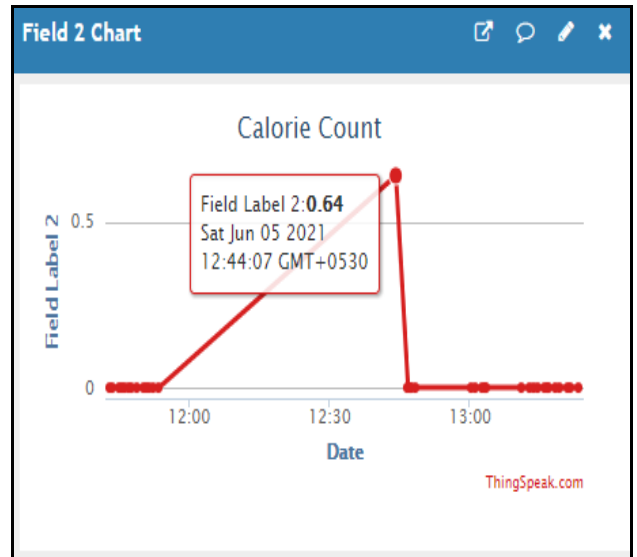 Field 2 Chart
Calorie Count
Field Label 2:0.64
Sat Jun 05 2021
12:44:07 GMT+0530
Field Label 2
0.5
0
12:00 12:30 13:00
Date
ThingSpeak.com